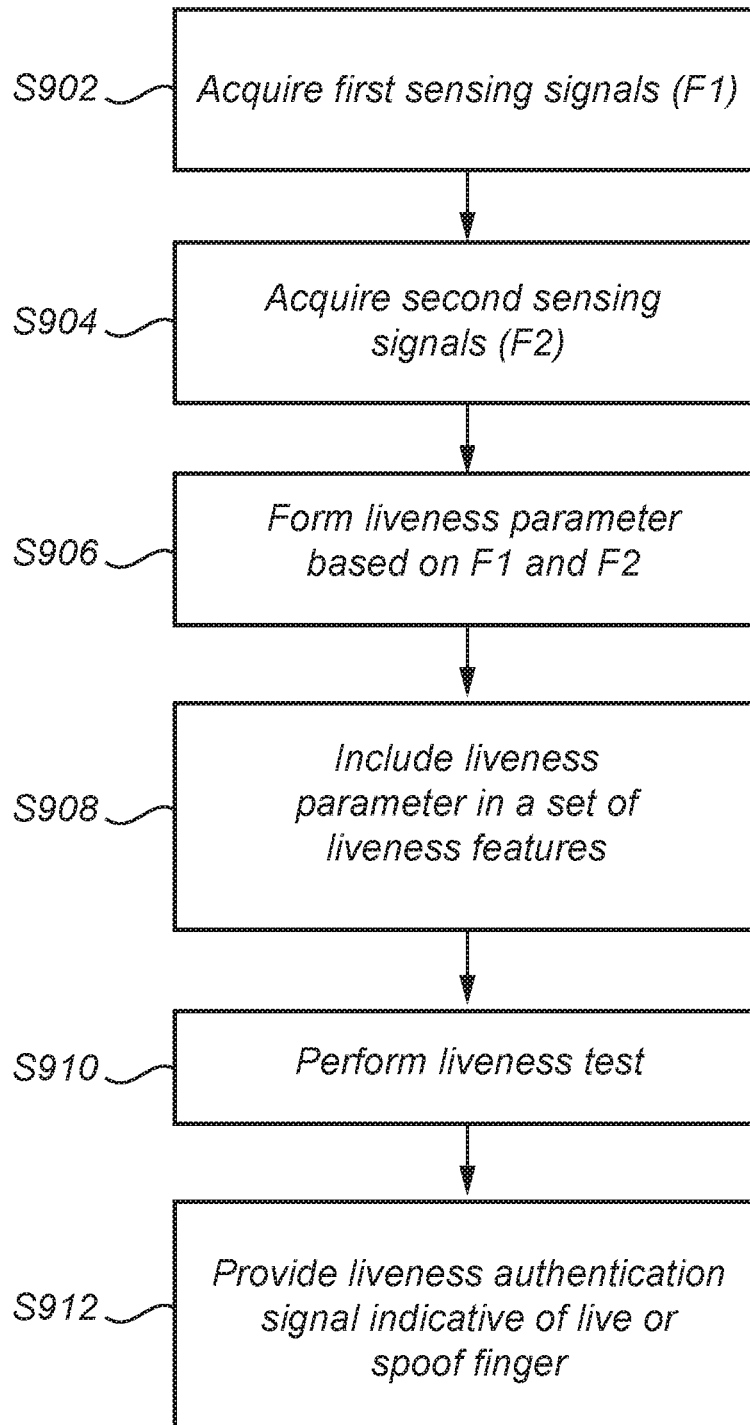 S902
Acquire first sensing signals (F1)
S904
Acquire second sensing
signals (F2)
S906
Form liveness parameter
based on F1 and F2
S908
Include liveness
parameter in a set of
liveness features
S910
Perform liveness test
S912
Provide liveness authentication
signal indicative of live or
spoof finger